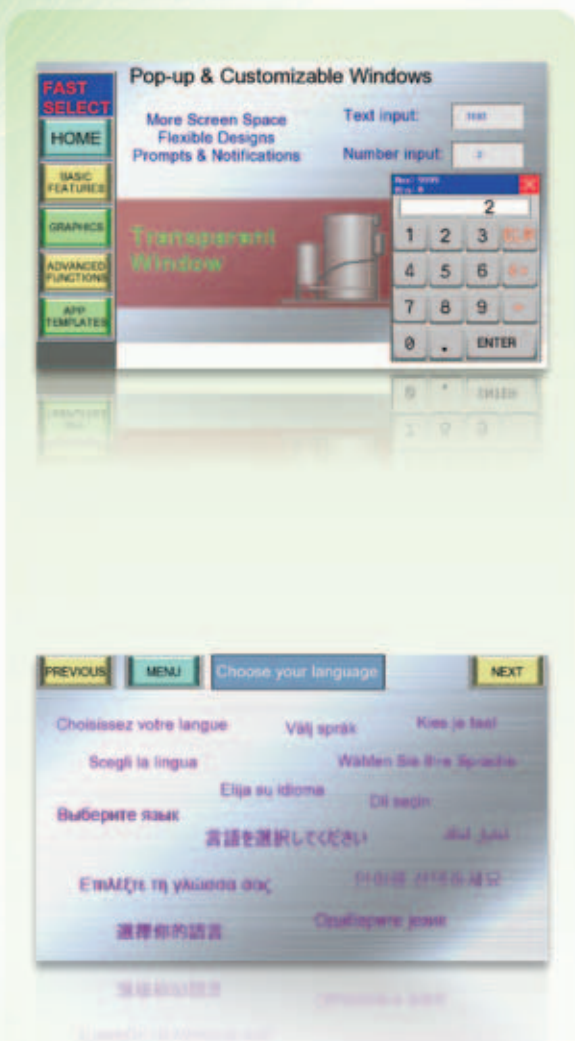 Pop-up & Customizable Windows
FAST
SELECT
HOME
BASIC
FEATURES
GRAPHICS
ADVANCED
FUNCTIONS
APP
TEMPLATES
More Screen Space
Flexible Designs
Prompts & Notifications
Text input:
Number input:
2
Transparent
Window
2
1 2 3
4 5 6
7 8 9
0 . ENTER
PREVIOUS
MENU
Choose your language
NEXT
Choisissez votre langue
Välj språk
Kies je taal
Scegli la lingua
Wählen Sie Ihre Sprache
Elija su idioma
Dil seçin
Выберите язык
言語を選択してください
Επιλέξτε τη γλώσσα σας
選擇你的語言